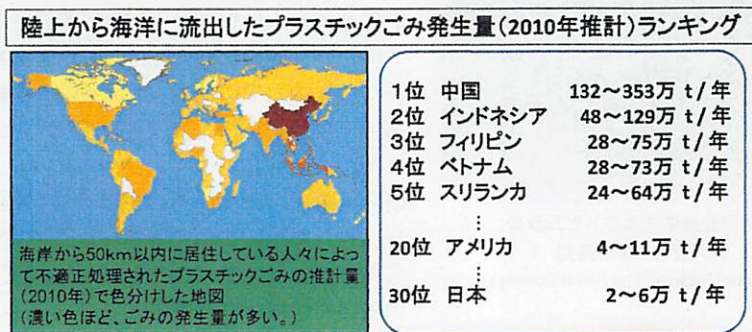 陸上から海洋に流出したプラスチックごみ発生量(2010年推計)ランキング
海岸から50km以内に居住している人々によっ
て不適正処理されたプラスチックごみの推計量
(2010年)で色分けした地図
(濃い色ほど、ごみの発生量が多い。)
1位 中国 132～353万 t/年
2位 インドネシア 48～129万 t/年
3位 フィリピン 28～75万 t/年
4位 ベトナム 28～73万 t/年
5位 スリランカ 24～64万 t/年
⋮
20位 アメリカ 4～11万 t/年
⋮
30位 日本 2～6万 t/年